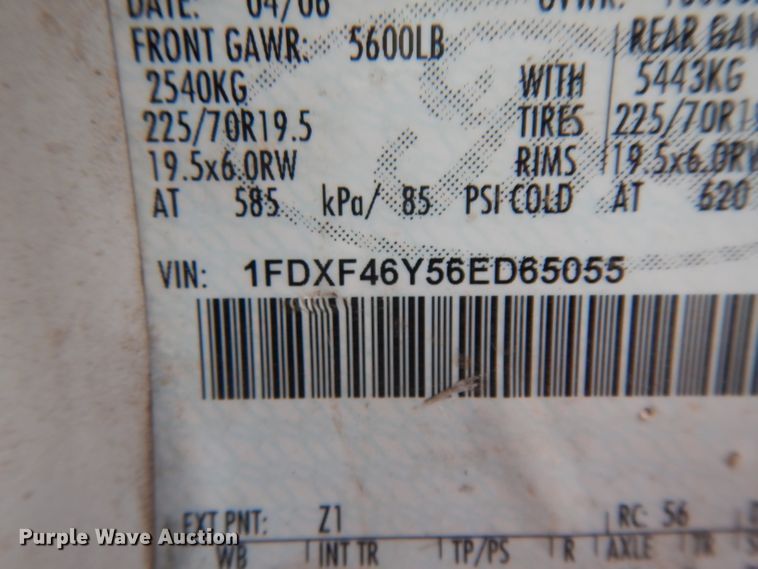 DATE: 04/06 GVWR:
FRONT GAWR: 5600LB REAR GAW
2540KG WITH 5443KG
225/70R19.5 TIRES 225/70R1
19.5x6.0RW RIMS 19.5x6.0RW
AT 585 kPa/ 85 PSI COLD AT 620
VIN: 1FDXF46Y56ED65055
EXT PNT: Z1 RC: 56
WB INT TR TP/PS R AXLE TR
Purple Wave Auction